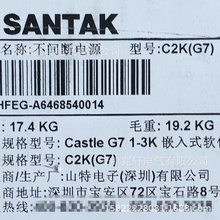 SANTAK
名称: 不间断电源 型号: C2K(G7)
HFEG-A6468540014
: 17.4 KG 毛重: 19.2 KG
规格型号: Castle G7 1-3K 嵌入式软件
规格型号: C2K(G7)
商/生产厂: 山特电子(深圳)有限公司
深圳市宝安区72区宝石路8号